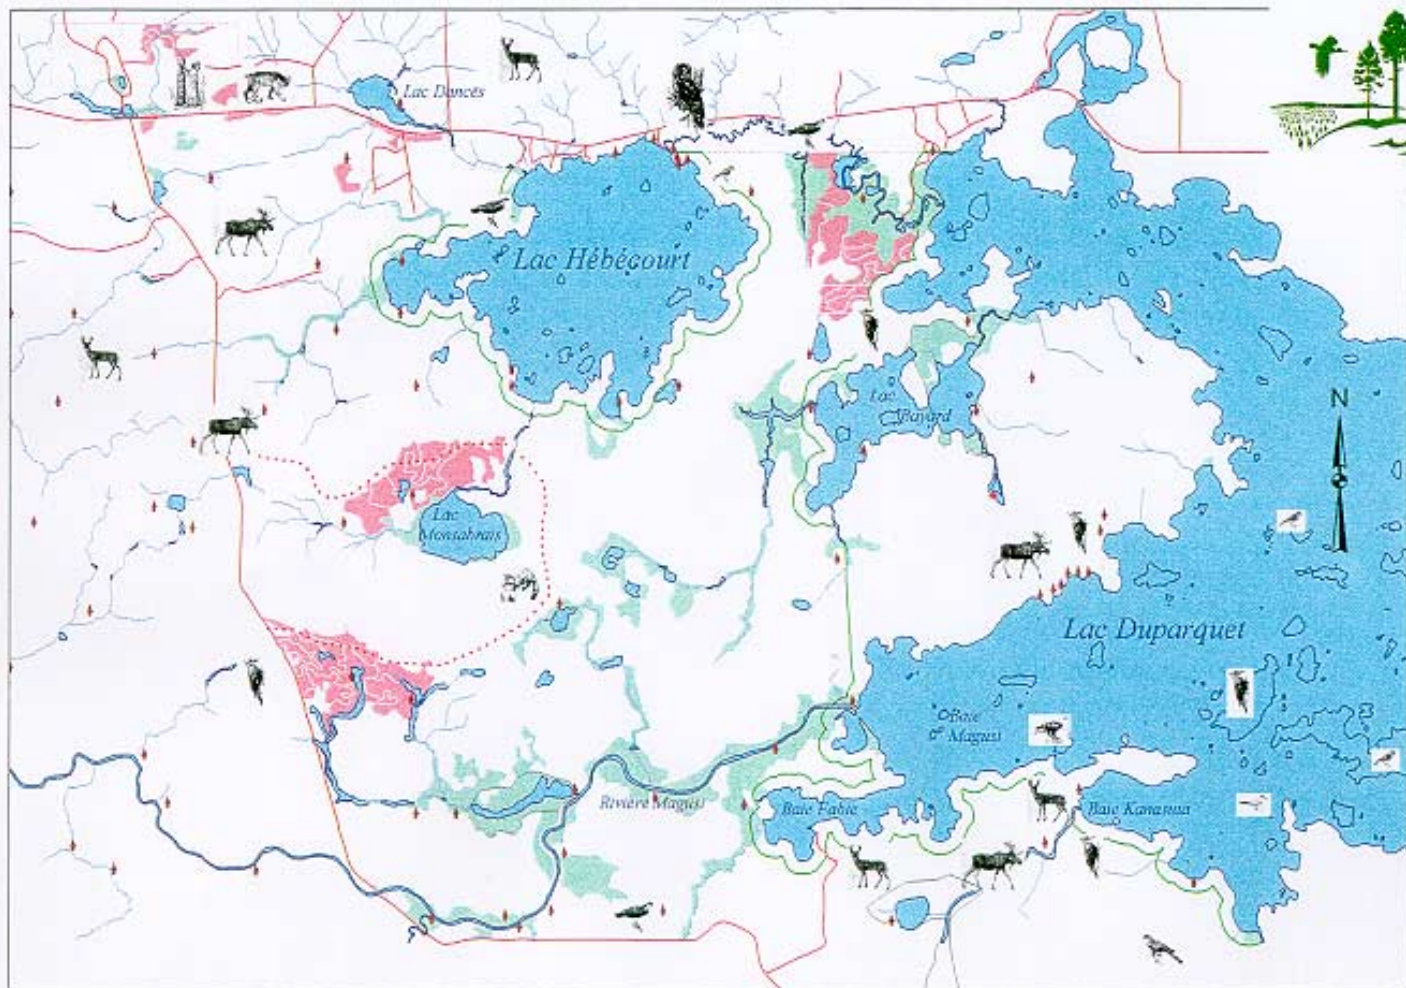 Lac Dancès
Lac Hébécourt
Lac
Bayard
N
Lac
Monsabrais
Lac Duparquet
Baie
Magusi
Rivière Magusi
Baie Fabie
Baie Kanasuta